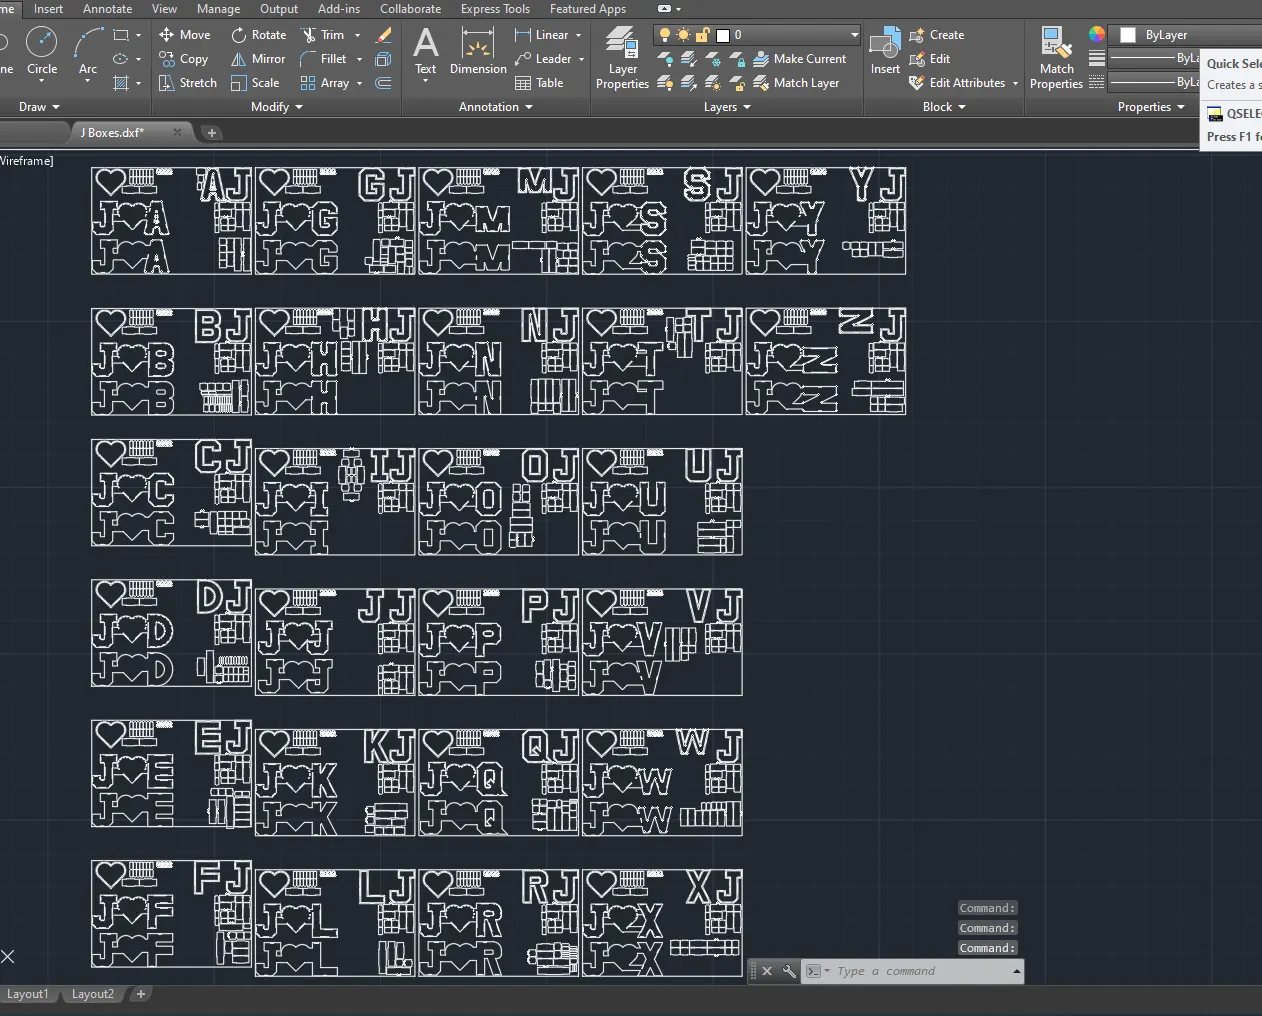 me Insert Annotate View Manage Output Add-ins Collaborate Express Tools Featured Apps
Move Rotate Trim Linear 0 Create ByLayer
Copy Mirror Fillet Leader Make Current Edit
ne Circle Arc Text Dimension Layer Properties Insert Match Properties
Stretch Scale Array Table Match Layer Edit Attributes
Draw Modify Annotation Layers Block Properties
Quick Sele
Creates a s
QSELEC
Press F1 fo
J Boxes.dxf*
Wireframe]
AJ GJ MJ SJ YJ
J A J G J M J S J Y
J A J G J M J S J Y
BJ HJ NJ TJ ZJ
J B J H J N J T J Z
J B J H J N J T J Z
CJ IJ OJ UJ
J C J I J O J U
J C J I J O J U
DJ JJ PJ VJ
J D J J J P J V
J D J J J P J V
EJ KJ QJ WJ
J E J K J Q J W
J E J K J Q J W
FJ LJ RJ XJ
J F J L J R J X
J F J L J R J X
Command:
Command:
Command:
Type a command
Layout1 Layout2